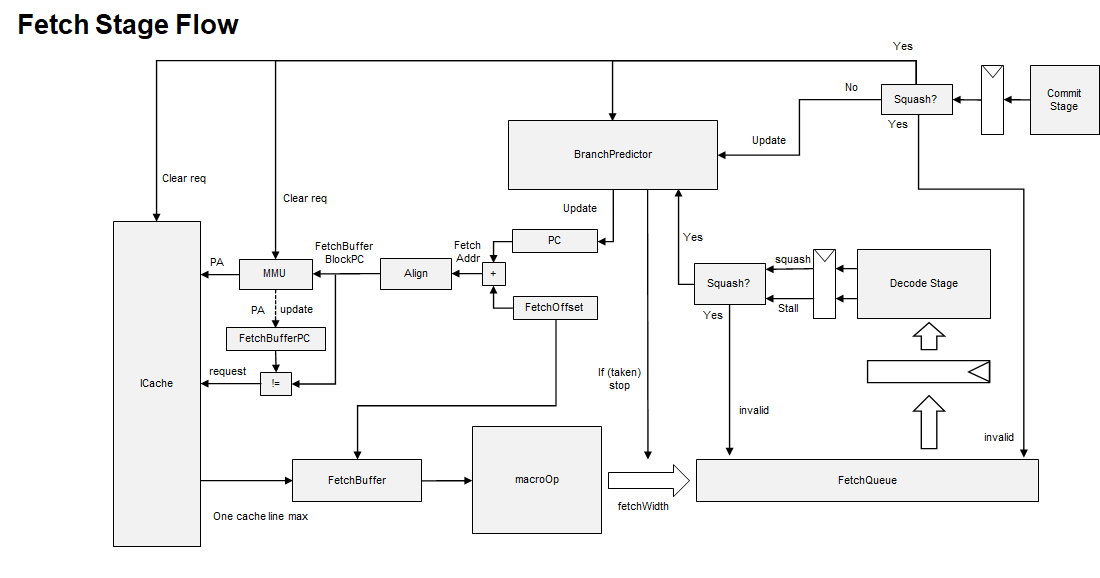 Fetch Stage Flow
Yes
Commit
Stage
No
Squash?
Yes
Update
BranchPredictor
Clear req
Clear req
Update
PC
Yes
FetchBuffer
BlockPC
Fetch
Addr
PA
MMU
Align
+
squash
Squash?
Decode Stage
Stall
PA update
FetchOffset
Yes
FetchBufferPC
request
!=
ICache
If (taken)
stop
invalid
invalid
FetchBuffer
macroOp
FetchQueue
fetchWidth
One cache line max